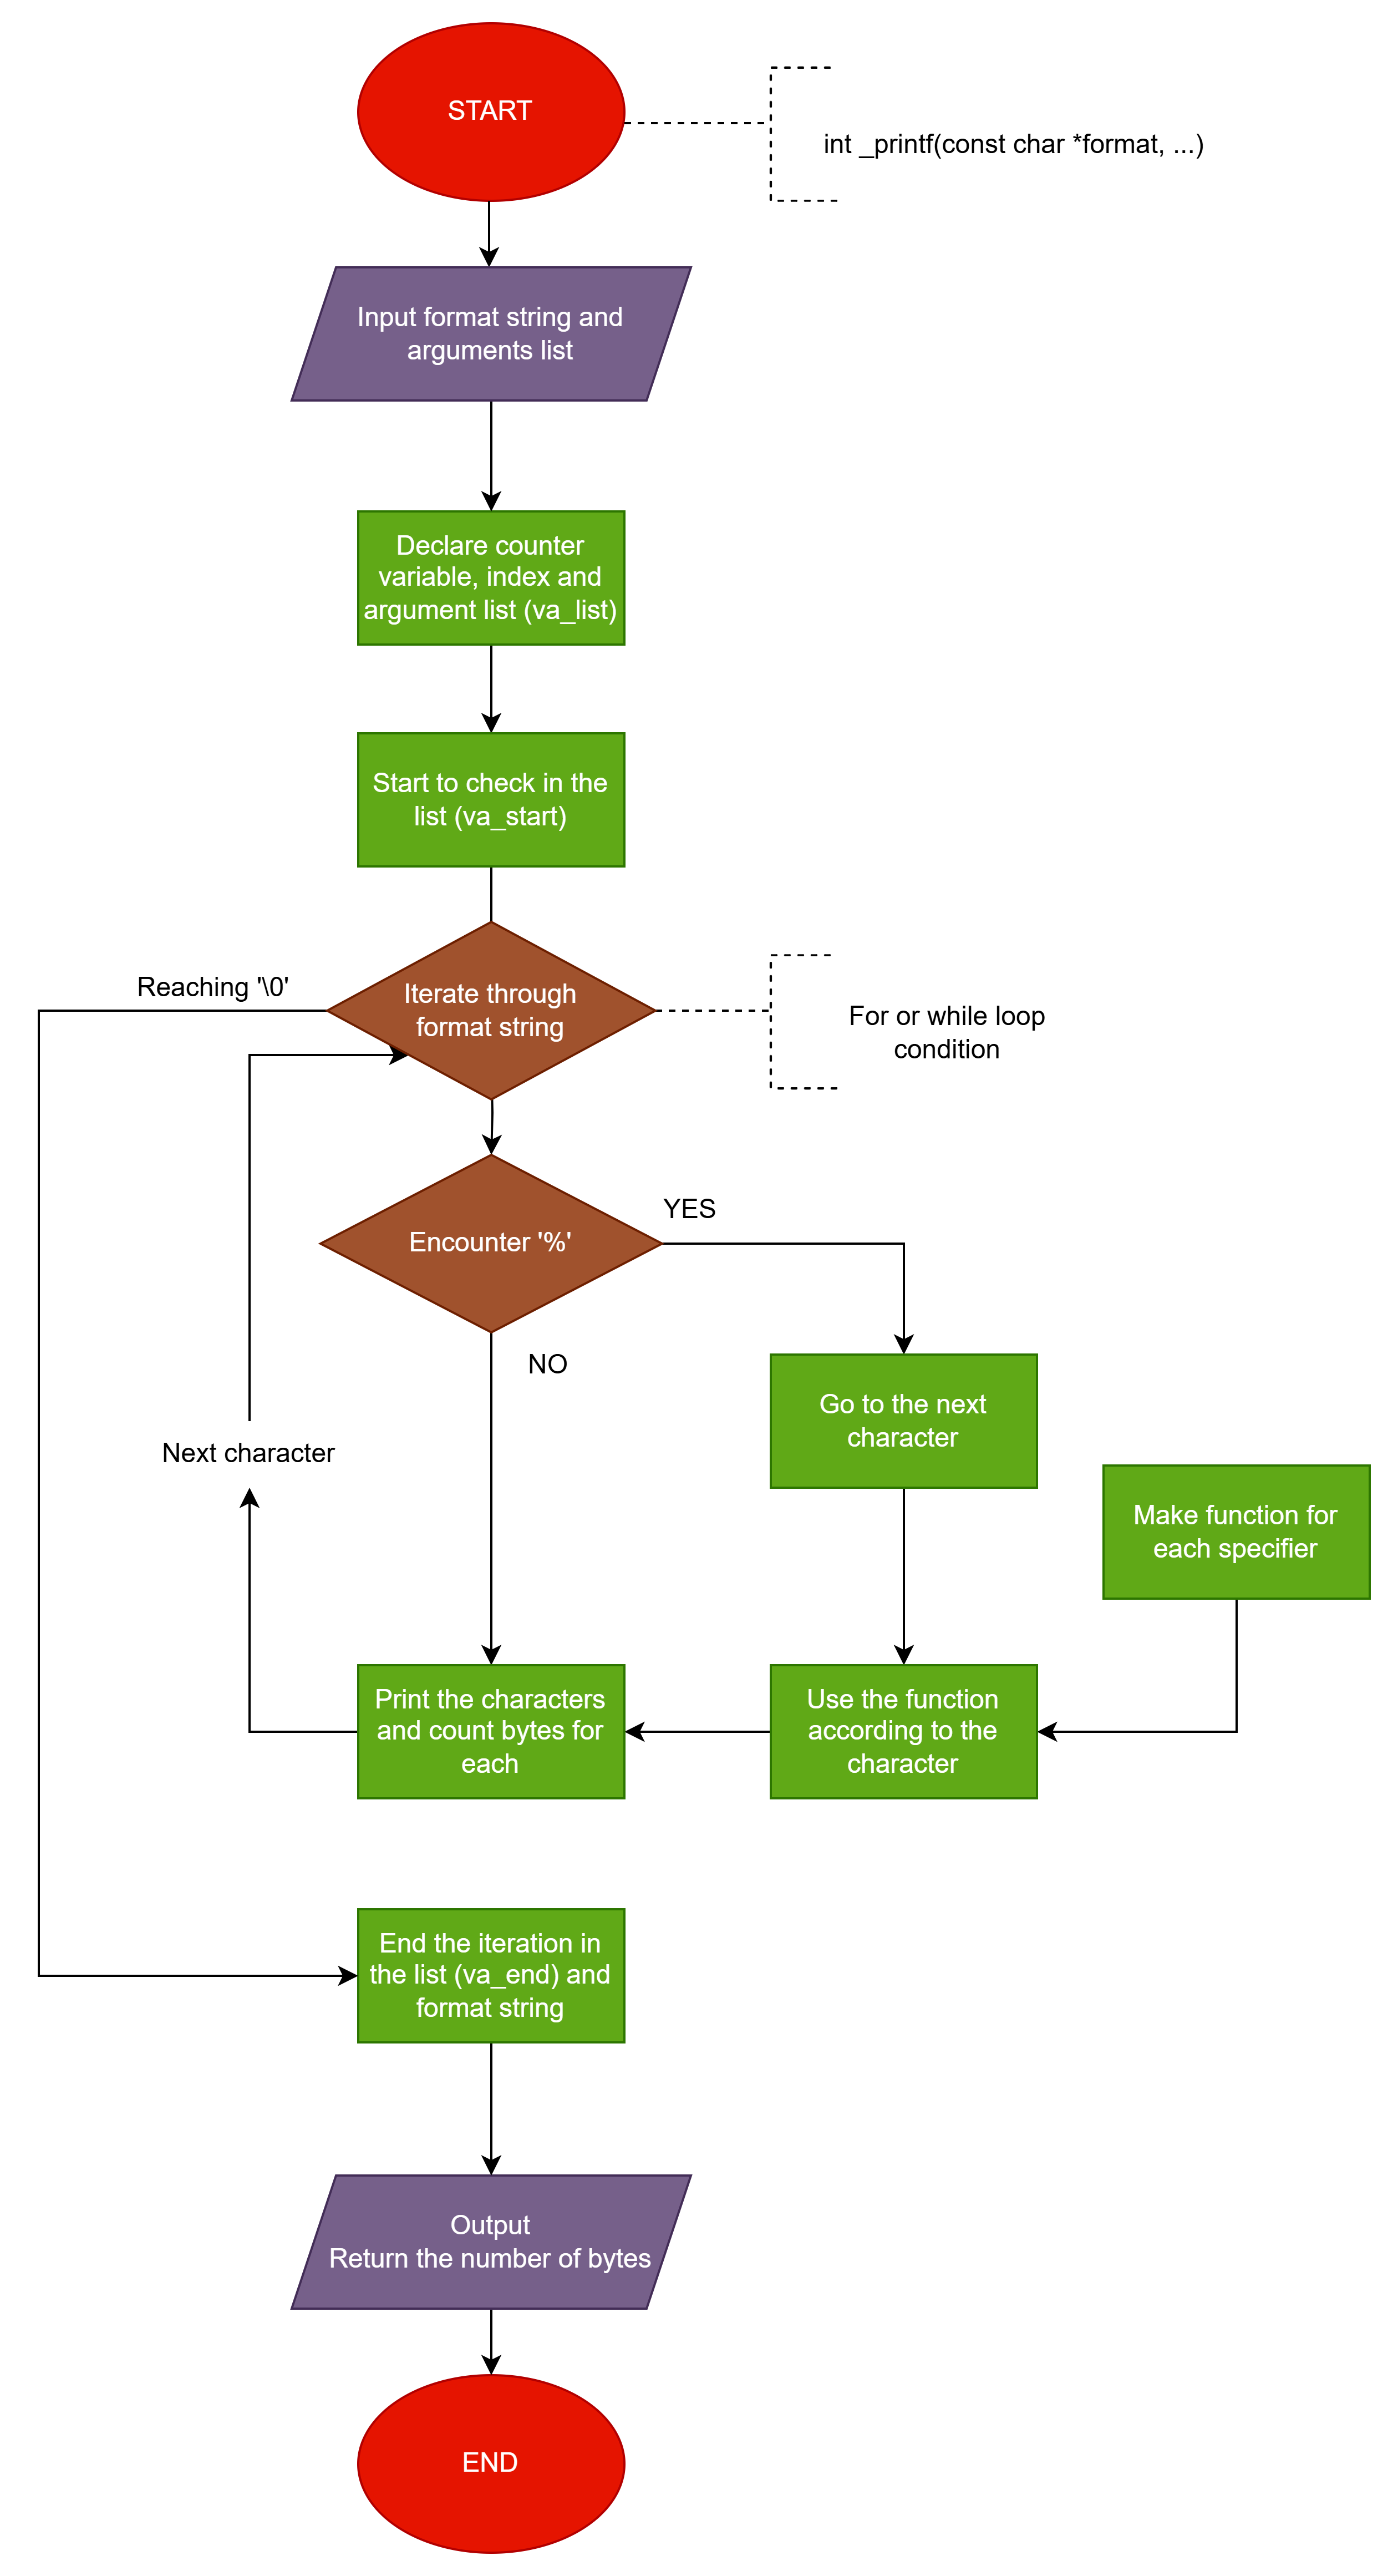 START
int _printf(const char *format, ...)
Input format string and
arguments list
Declare counter
variable, index and
argument list (va_list)
Start to check in the
list (va_start)
Reaching '\0'
Iterate through
format string
For or while loop
condition
Encounter '%'
YES
NO
Go to the next
character
Next character
Make function for
each specifier
Print the characters
and count bytes for
each
Use the function
according to the
character
End the iteration in
the list (va_end) and
format string
Output
Return the number of bytes
END